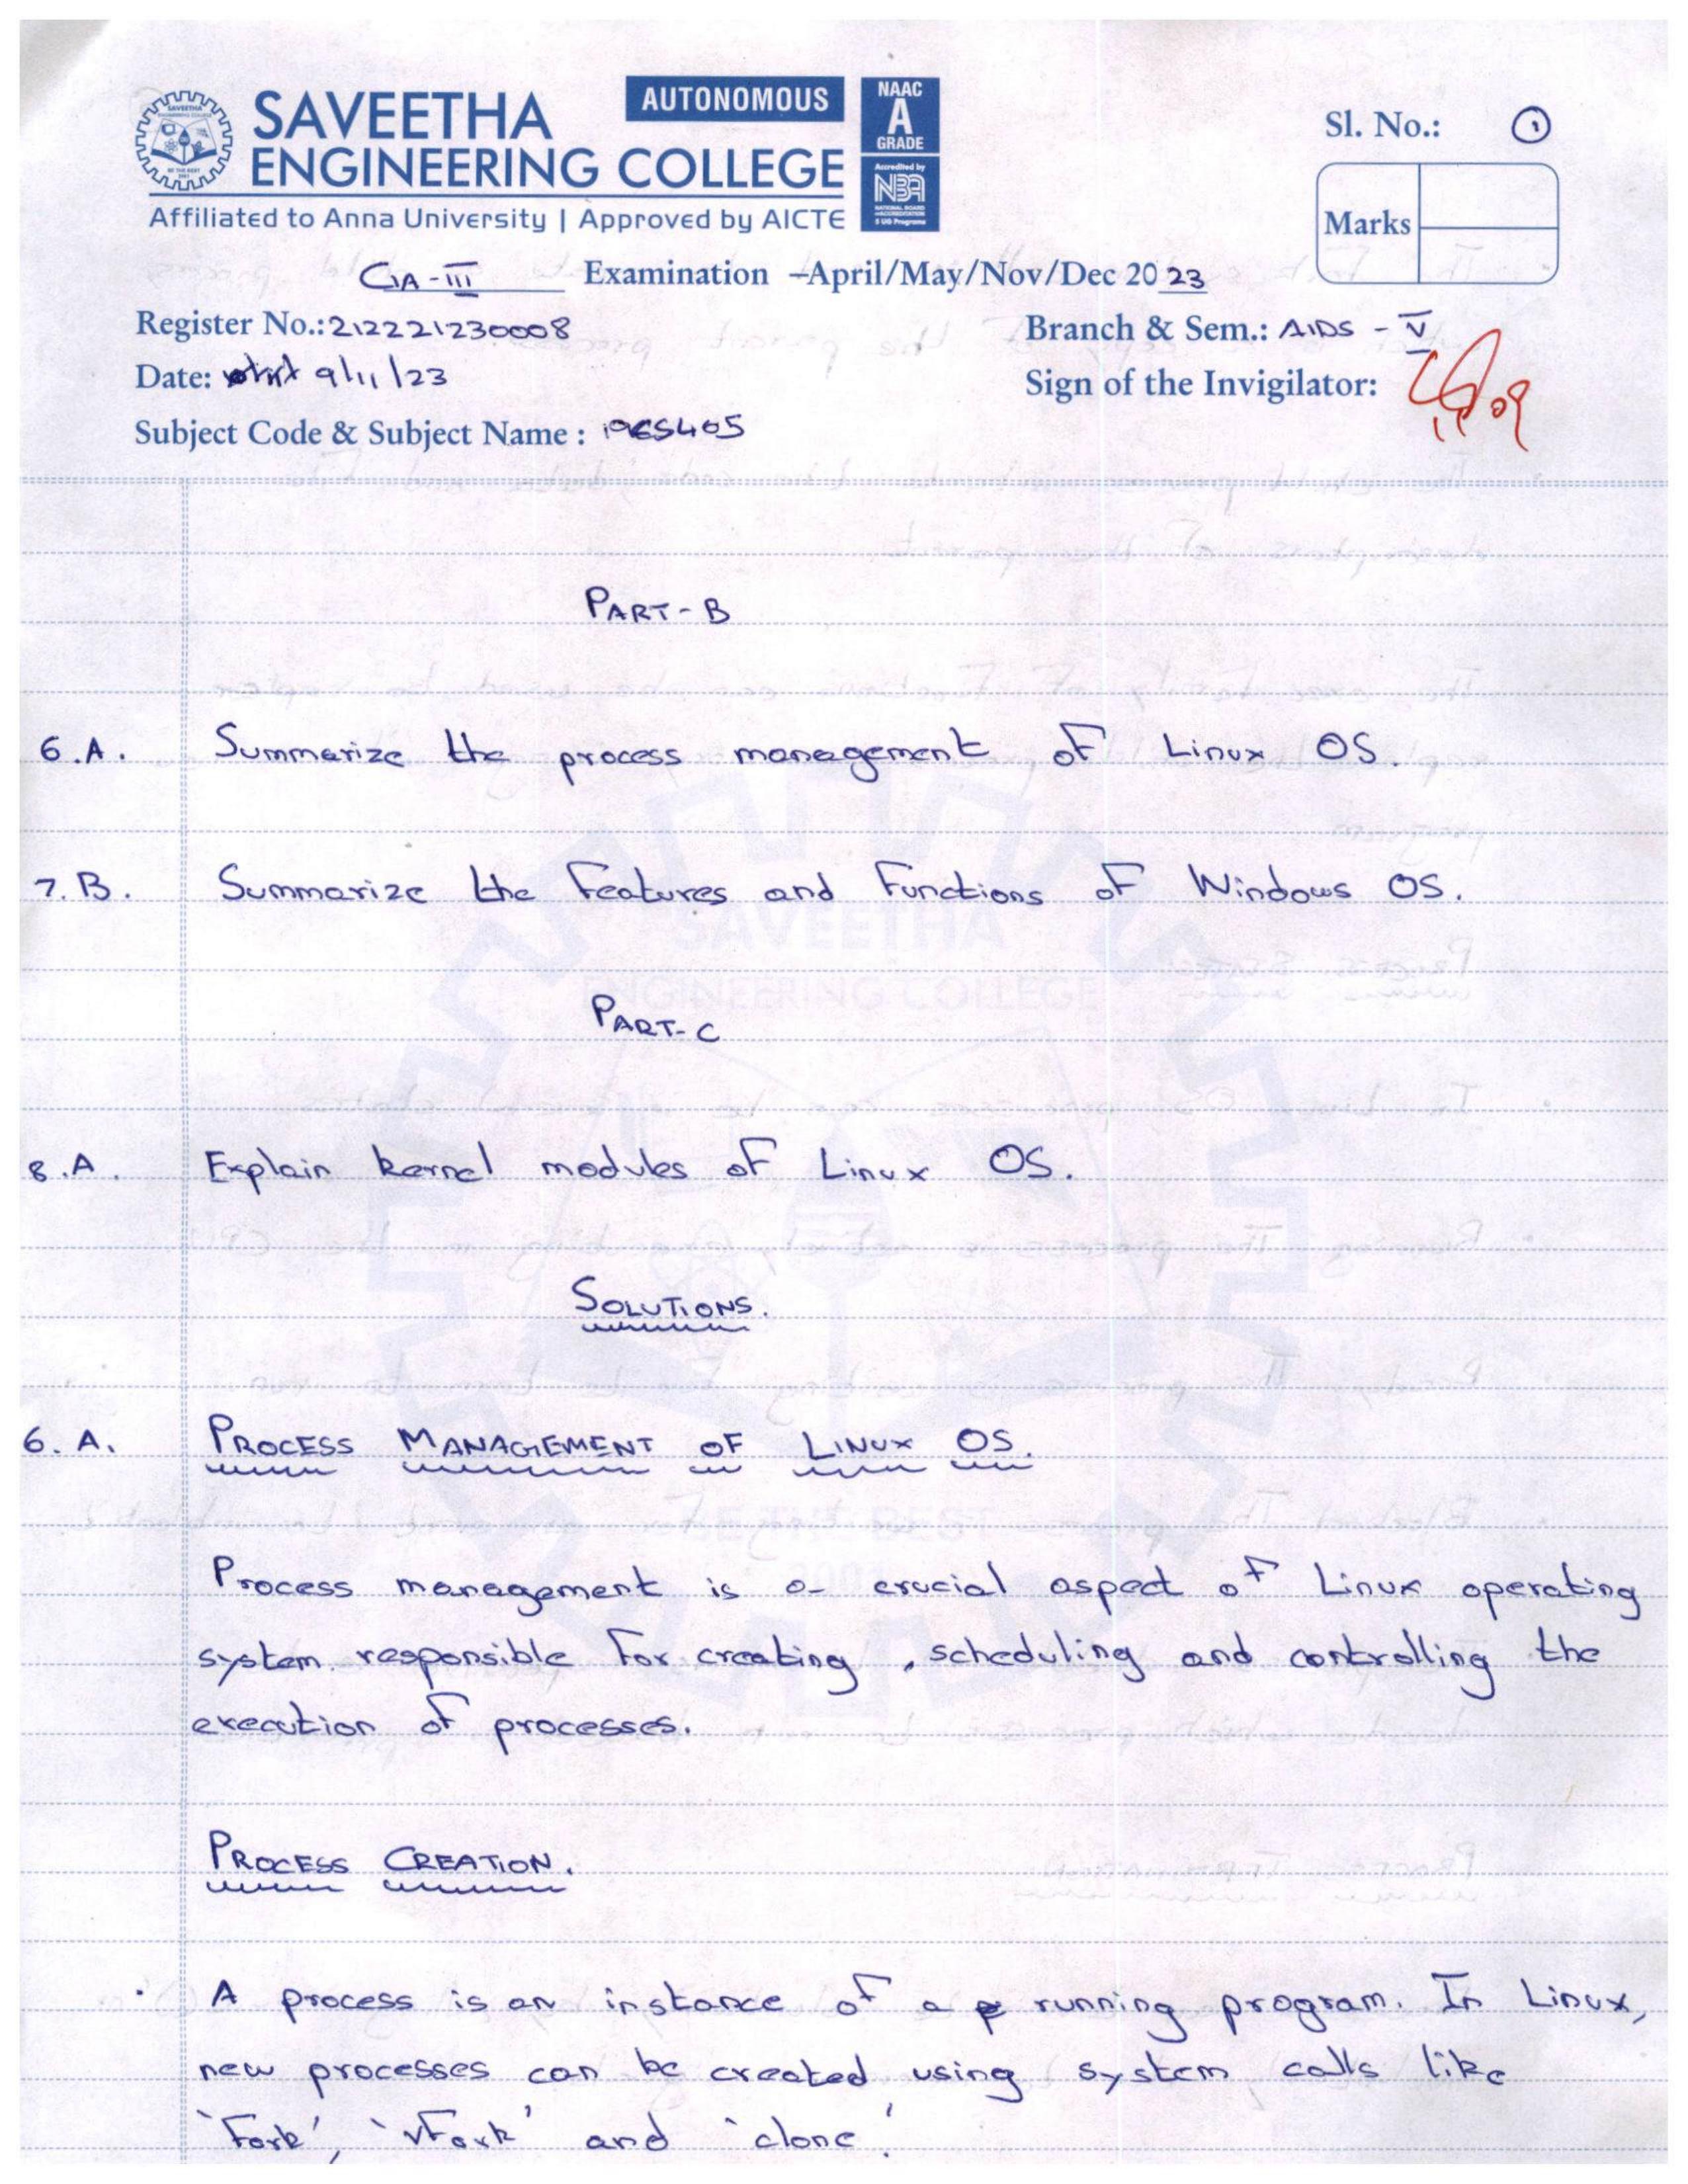 SAVEETHA
ENGINEERING COLLEGE
AUTONOMOUS
NAAC
A
GRADE
Accredited by
NBA
Affiliated to Anna University | Approved by AICTE
Sl. No.: 1
Marks
CIA - III Examination –April/May/Nov/Dec 2023
Register No.: 212221230008
Branch & Sem.: AIDS - V
Date: 9/11/23
Sign of the Invigilator:
Subject Code & Subject Name :
PART - B
6.A. Summarize the process management of Linux OS.
7.B. Summarize the features and functions of Windows OS.
SAVEETHA
ENGINEERING COLLEGE
PART - C
8.A. Explain kernel modules of Linux OS.
SOLUTIONS.
6.A. PROCESS MANAGEMENT OF LINUX OS.
Process management is a crucial aspect of Linux operating
system responsible for creating, scheduling and controlling the
execution of processes.
PROCESS CREATION.
· A process is an instance of a running program. In Linux,
new processes can be created using system calls like
`fork', `vfork' and `clone'.